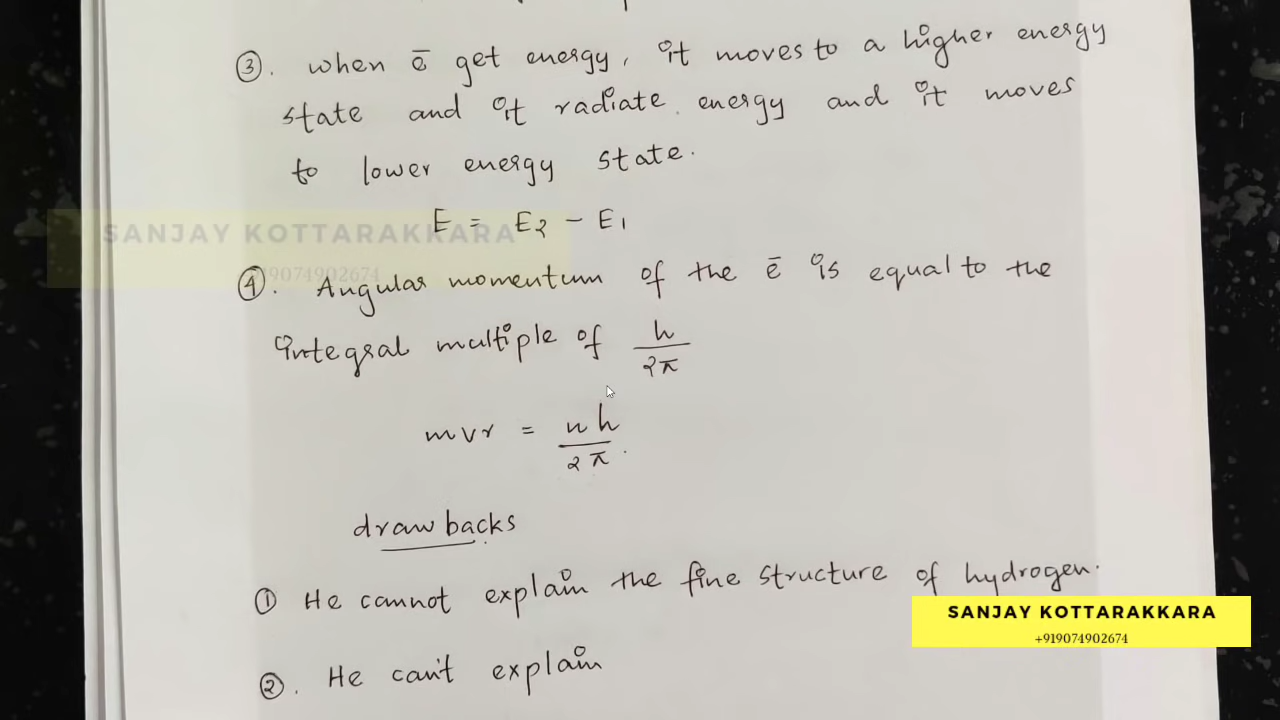 ③. when ē get energy, it moves to a higher energy
state and it radiate energy and it moves
to lower energy state.
E = E2 − E1
SANJAY KOTTARAKKARA
+919074902674
④. Angular momentum of the ē is equal to the
integral multiple of h/2π
mvr = nh/2π.
drawbacks
① He cannot explain the fine structure of hydrogen.
SANJAY KOTTARAKKARA
+919074902674
②. He can't explain